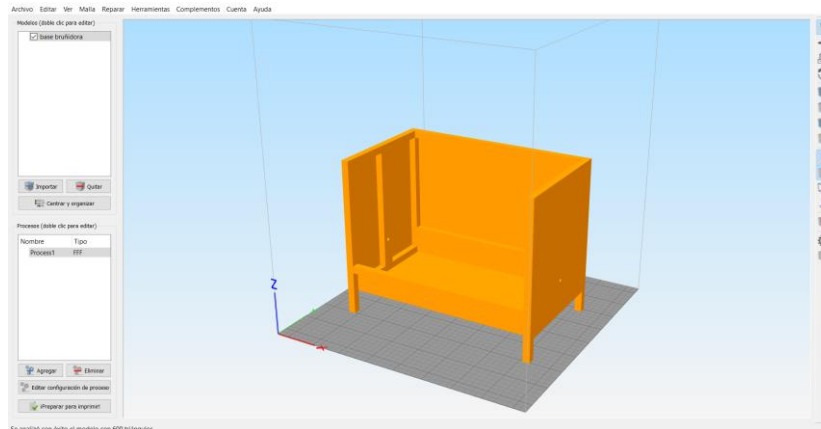 Archivo Editar Ver Malla Reparar Herramientas Complementos Cuenta Ayuda
Modelos (doble clic para editar)
base bruñidora
Importar Quitar
Centrar y organizar
Procesos (doble clic para editar)
Nombre Tipo
Process1 FFF
Agregar Eliminar
Editar configuración de proceso
¡Preparar para imprimir!
Z